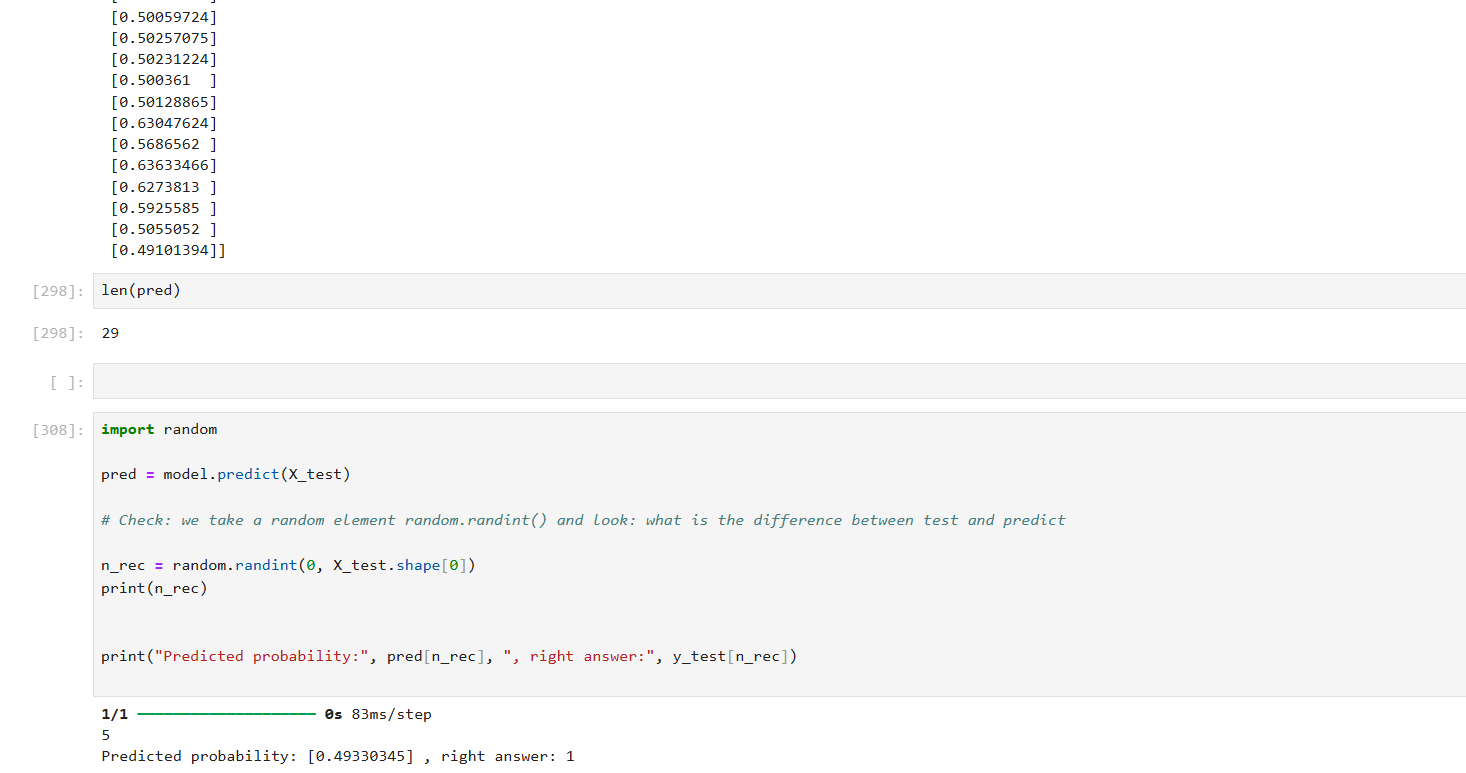 [0.50059724]
[0.50257075]
[0.50231224]
[0.500361  ]
[0.50128865]
[0.63047624]
[0.5686562 ]
[0.63633466]
[0.6273813 ]
[0.5925585 ]
[0.5055052 ]
[0.49101394]]
[298]: len(pred)
[298]: 29
[ ]:
[308]: import random
pred = model.predict(X_test)
# Check: we take a random element random.randint() and look: what is the difference between test and predict
n_rec = random.randint(0, X_test.shape[0])
print(n_rec)
print("Predicted probability:", pred[n_rec], ", right answer:", y_test[n_rec])
1/1 ━━━━━━━━━━━━━━━━━━━━ 0s 83ms/step
5
Predicted probability: [0.49330345] , right answer: 1